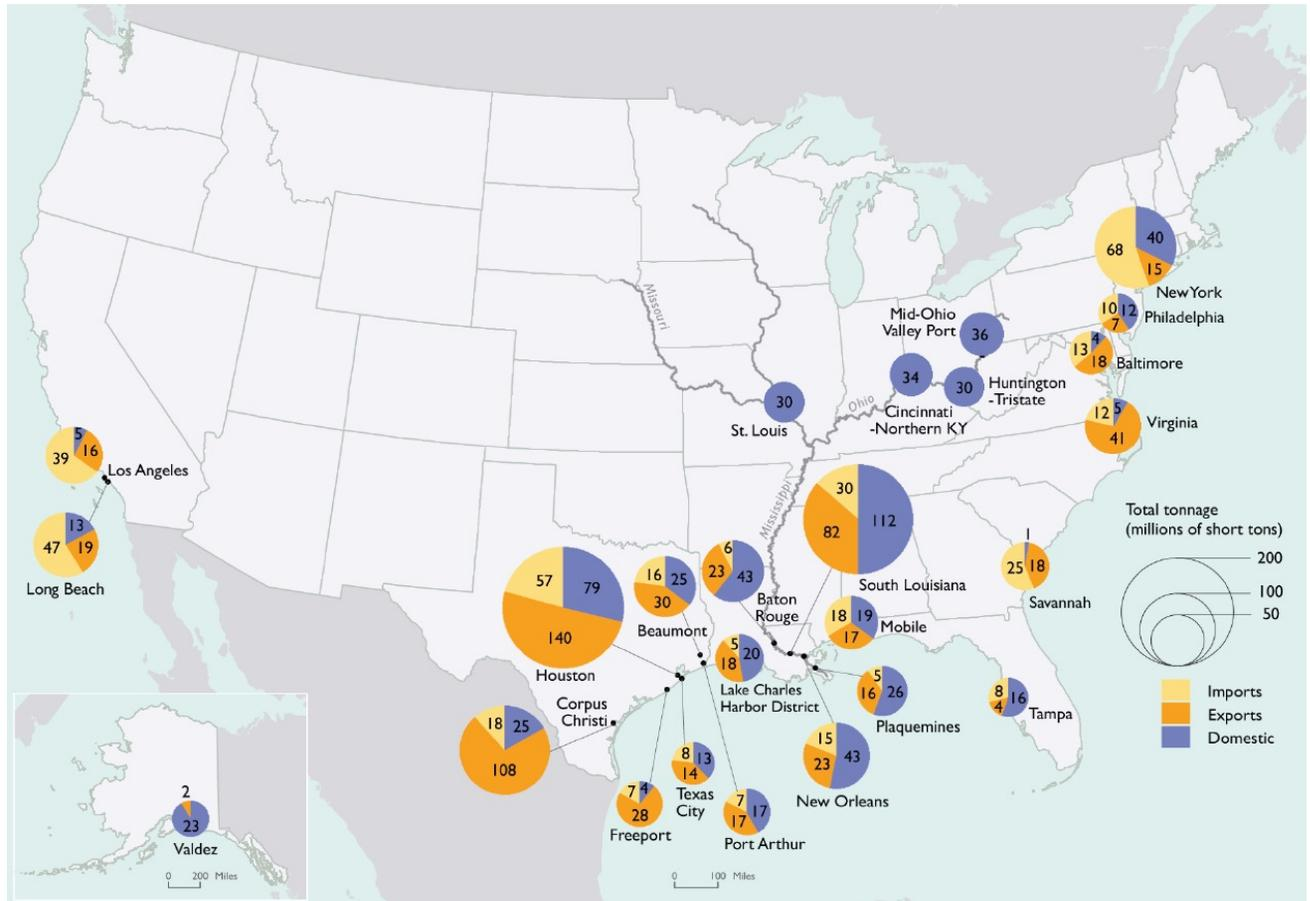 68
40
15
New York
10
12
7
Philadelphia
4
13
18
Baltimore
12
5
41
Virginia
Mid-Ohio
Valley Port
36
34
30
Huntington
-Tristate
Cincinnati
-Northern KY
Ohio
Missouri
30
St. Louis
Mississippi
5
16
39
Los Angeles
13
47
19
Long Beach
30
112
82
South Louisiana
57
79
140
Houston
16
25
30
Beaumont
6
23
43
Baton
Rouge
18
19
17
Mobile
1
25
18
Savannah
5
20
18
Lake Charles
Harbor District
5
16
26
Plaquemines
8
16
4
Tampa
Corpus
Christi
18
25
108
15
43
23
New Orleans
8
13
14
Texas
City
7
4
28
Freeport
7
17
17
Port Arthur
2
23
Valdez
0 200 Miles
0 100 Miles
Total tonnage
(millions of short tons)
200
100
50
Imports
Exports
Domestic